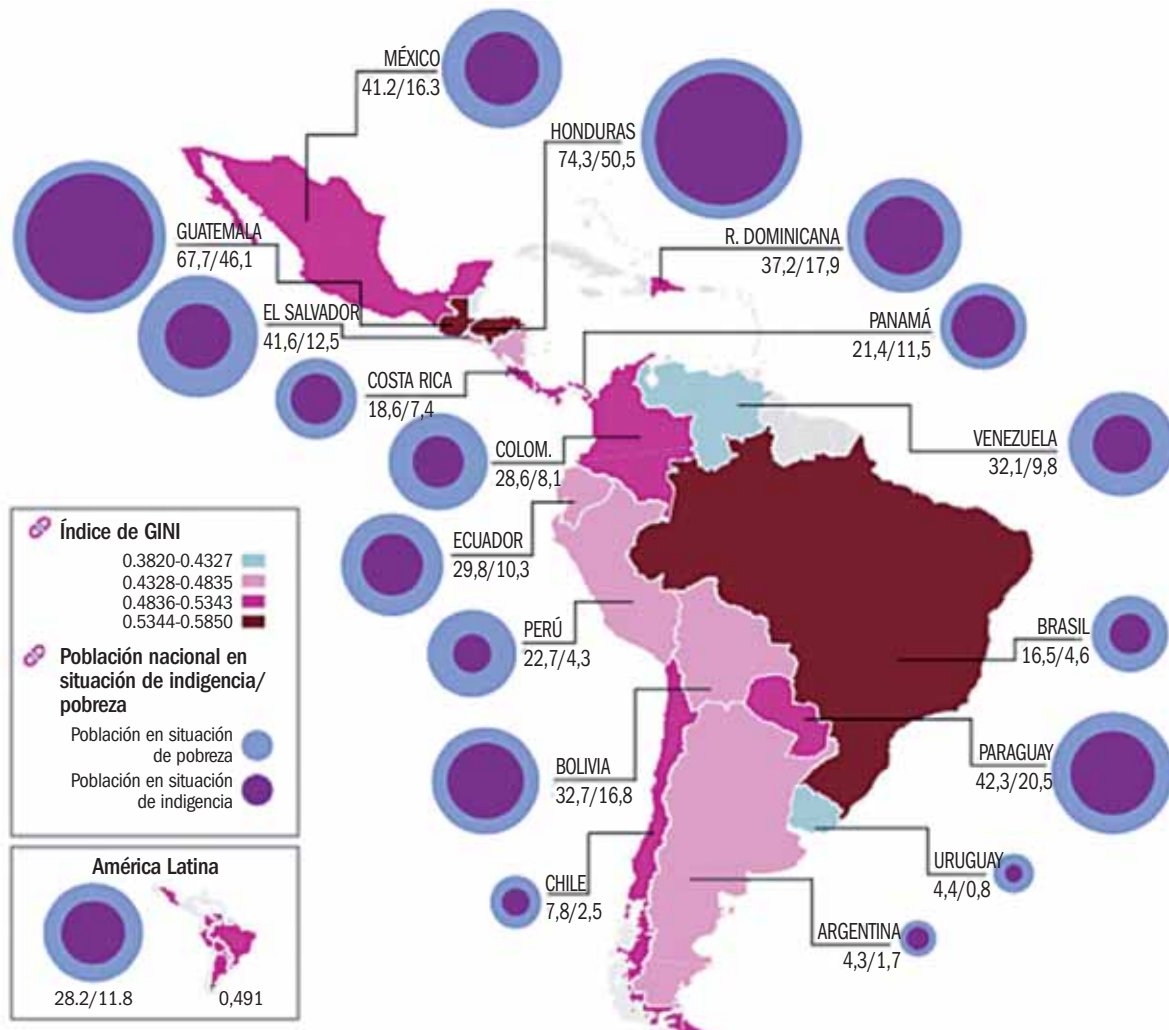 MÉXICO
41.2/16.3
HONDURAS
74,3/50,5
GUATEMALA
67,7/46,1
R. DOMINICANA
37,2/17,9
EL SALVADOR
41,6/12,5
PANAMÁ
21,4/11,5
COSTA RICA
18,6/7,4
COLOM.
28,6/8,1
VENEZUELA
32,1/9,8
Índice de GINI
0.3820-0.4327
0.4328-0.4835
0.4836-0.5343
0.5344-0.5850
Población nacional en
situación de indigencia/
pobreza
Población en situación
de pobreza
Población en situación
de indigencia
ECUADOR
29,8/10,3
PERÚ
22,7/4,3
BRASIL
16,5/4,6
BOLIVIA
32,7/16,8
PARAGUAY
42,3/20,5
América Latina
28.2/11.8
0,491
CHILE
7,8/2,5
URUGUAY
4,4/0,8
ARGENTINA
4,3/1,7